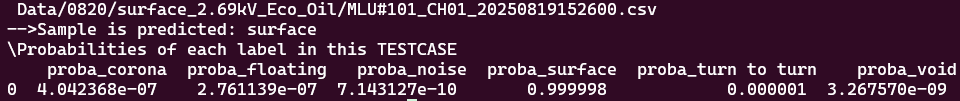 Data/0820/surface_2.69kV_Eco_Oil/MLU#101_CH01_20250819152600.csv
-->Sample is predicted: surface
\Probabilities of each label in this TESTCASE
proba_corona  proba_floating  proba_noise  proba_surface  proba_turn to turn  proba_void
0  4.042368e-07  2.761139e-07  7.143127e-10  0.999998  0.000001  3.267570e-09